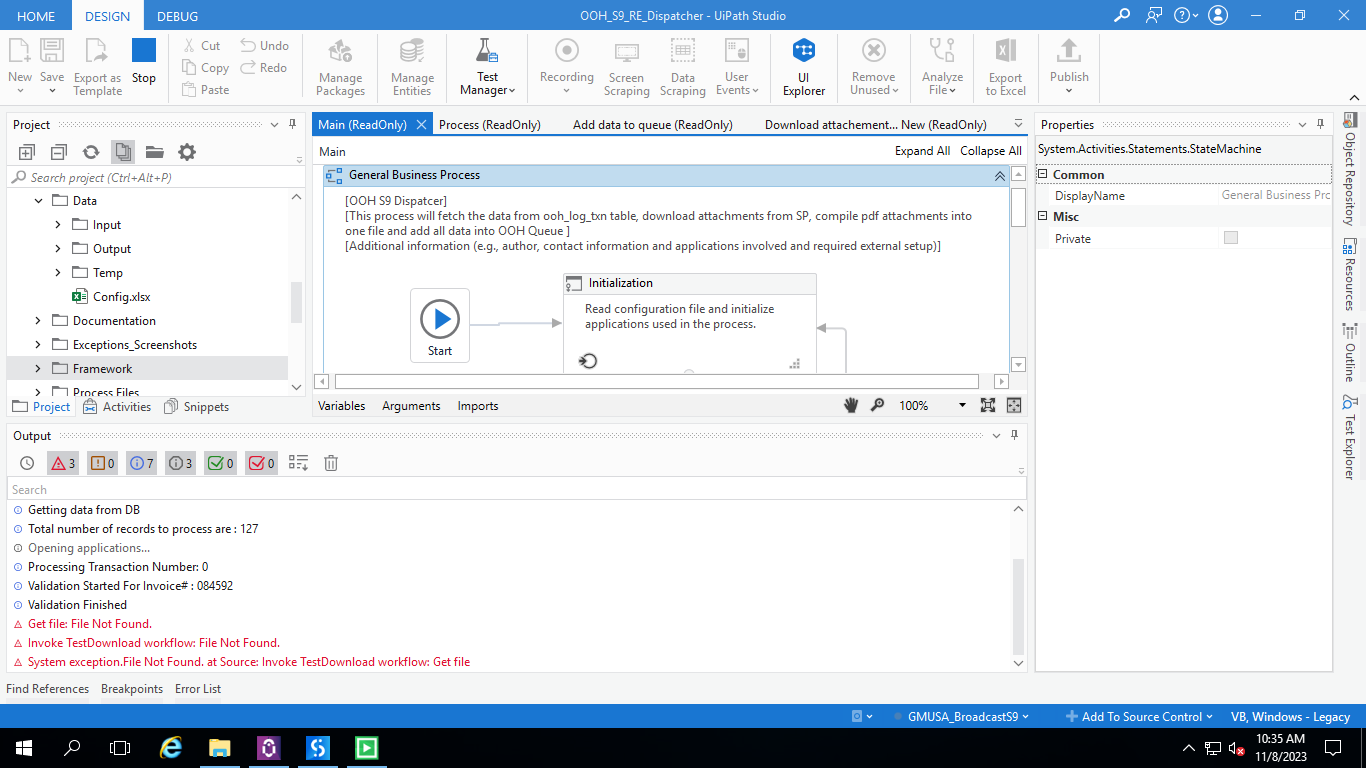 HOME DESIGN DEBUG OOH_S9_RE_Dispatcher - UiPath Studio
New
Save
Export as
Template
Stop
Cut
Copy
Paste
Undo
Redo
Manage
Packages
Manage
Entities
Test
Manager
Recording
Screen
Scraping
Data
Scraping
User
Events
UI
Explorer
Remove
Unused
Analyze
File
Export
to Excel
Publish
Project
Search project (Ctrl+Alt+P)
Data
Input
Output
Temp
Config.xlsx
Documentation
Exceptions_Screenshots
Framework
Process Files
Project Activities Snippets
Main (ReadOnly) Process (ReadOnly) Add data to queue (ReadOnly) Download attachement... New (ReadOnly)
Main Expand All Collapse All
General Business Process
[OOH S9 Dispatcer]
[This process will fetch the data from ooh_log_txn table, download attachments from SP, compile pdf attachments into
one file and add all data into OOH Queue ]
[Additional information (e.g., author, contact information and applications involved and required external setup)]
Start
Initialization
Read configuration file and initialize
applications used in the process.
Variables Arguments Imports 100%
Properties
System.Activities.Statements.StateMachine
Common
DisplayName General Business Prc
Misc
Private
Object Repository
Resources
Outline
Test Explorer
Output
3 0 7 3 0 0
Search
Getting data from DB
Total number of records to process are : 127
Opening applications...
Processing Transaction Number: 0
Validation Started For Invoice# : 084592
Validation Finished
Get file: File Not Found.
Invoke TestDownload workflow: File Not Found.
System exception.File Not Found. at Source: Invoke TestDownload workflow: Get file
Find References Breakpoints Error List
GMUSA_BroadcastS9 Add To Source Control VB, Windows - Legacy
10:35 AM
11/8/2023